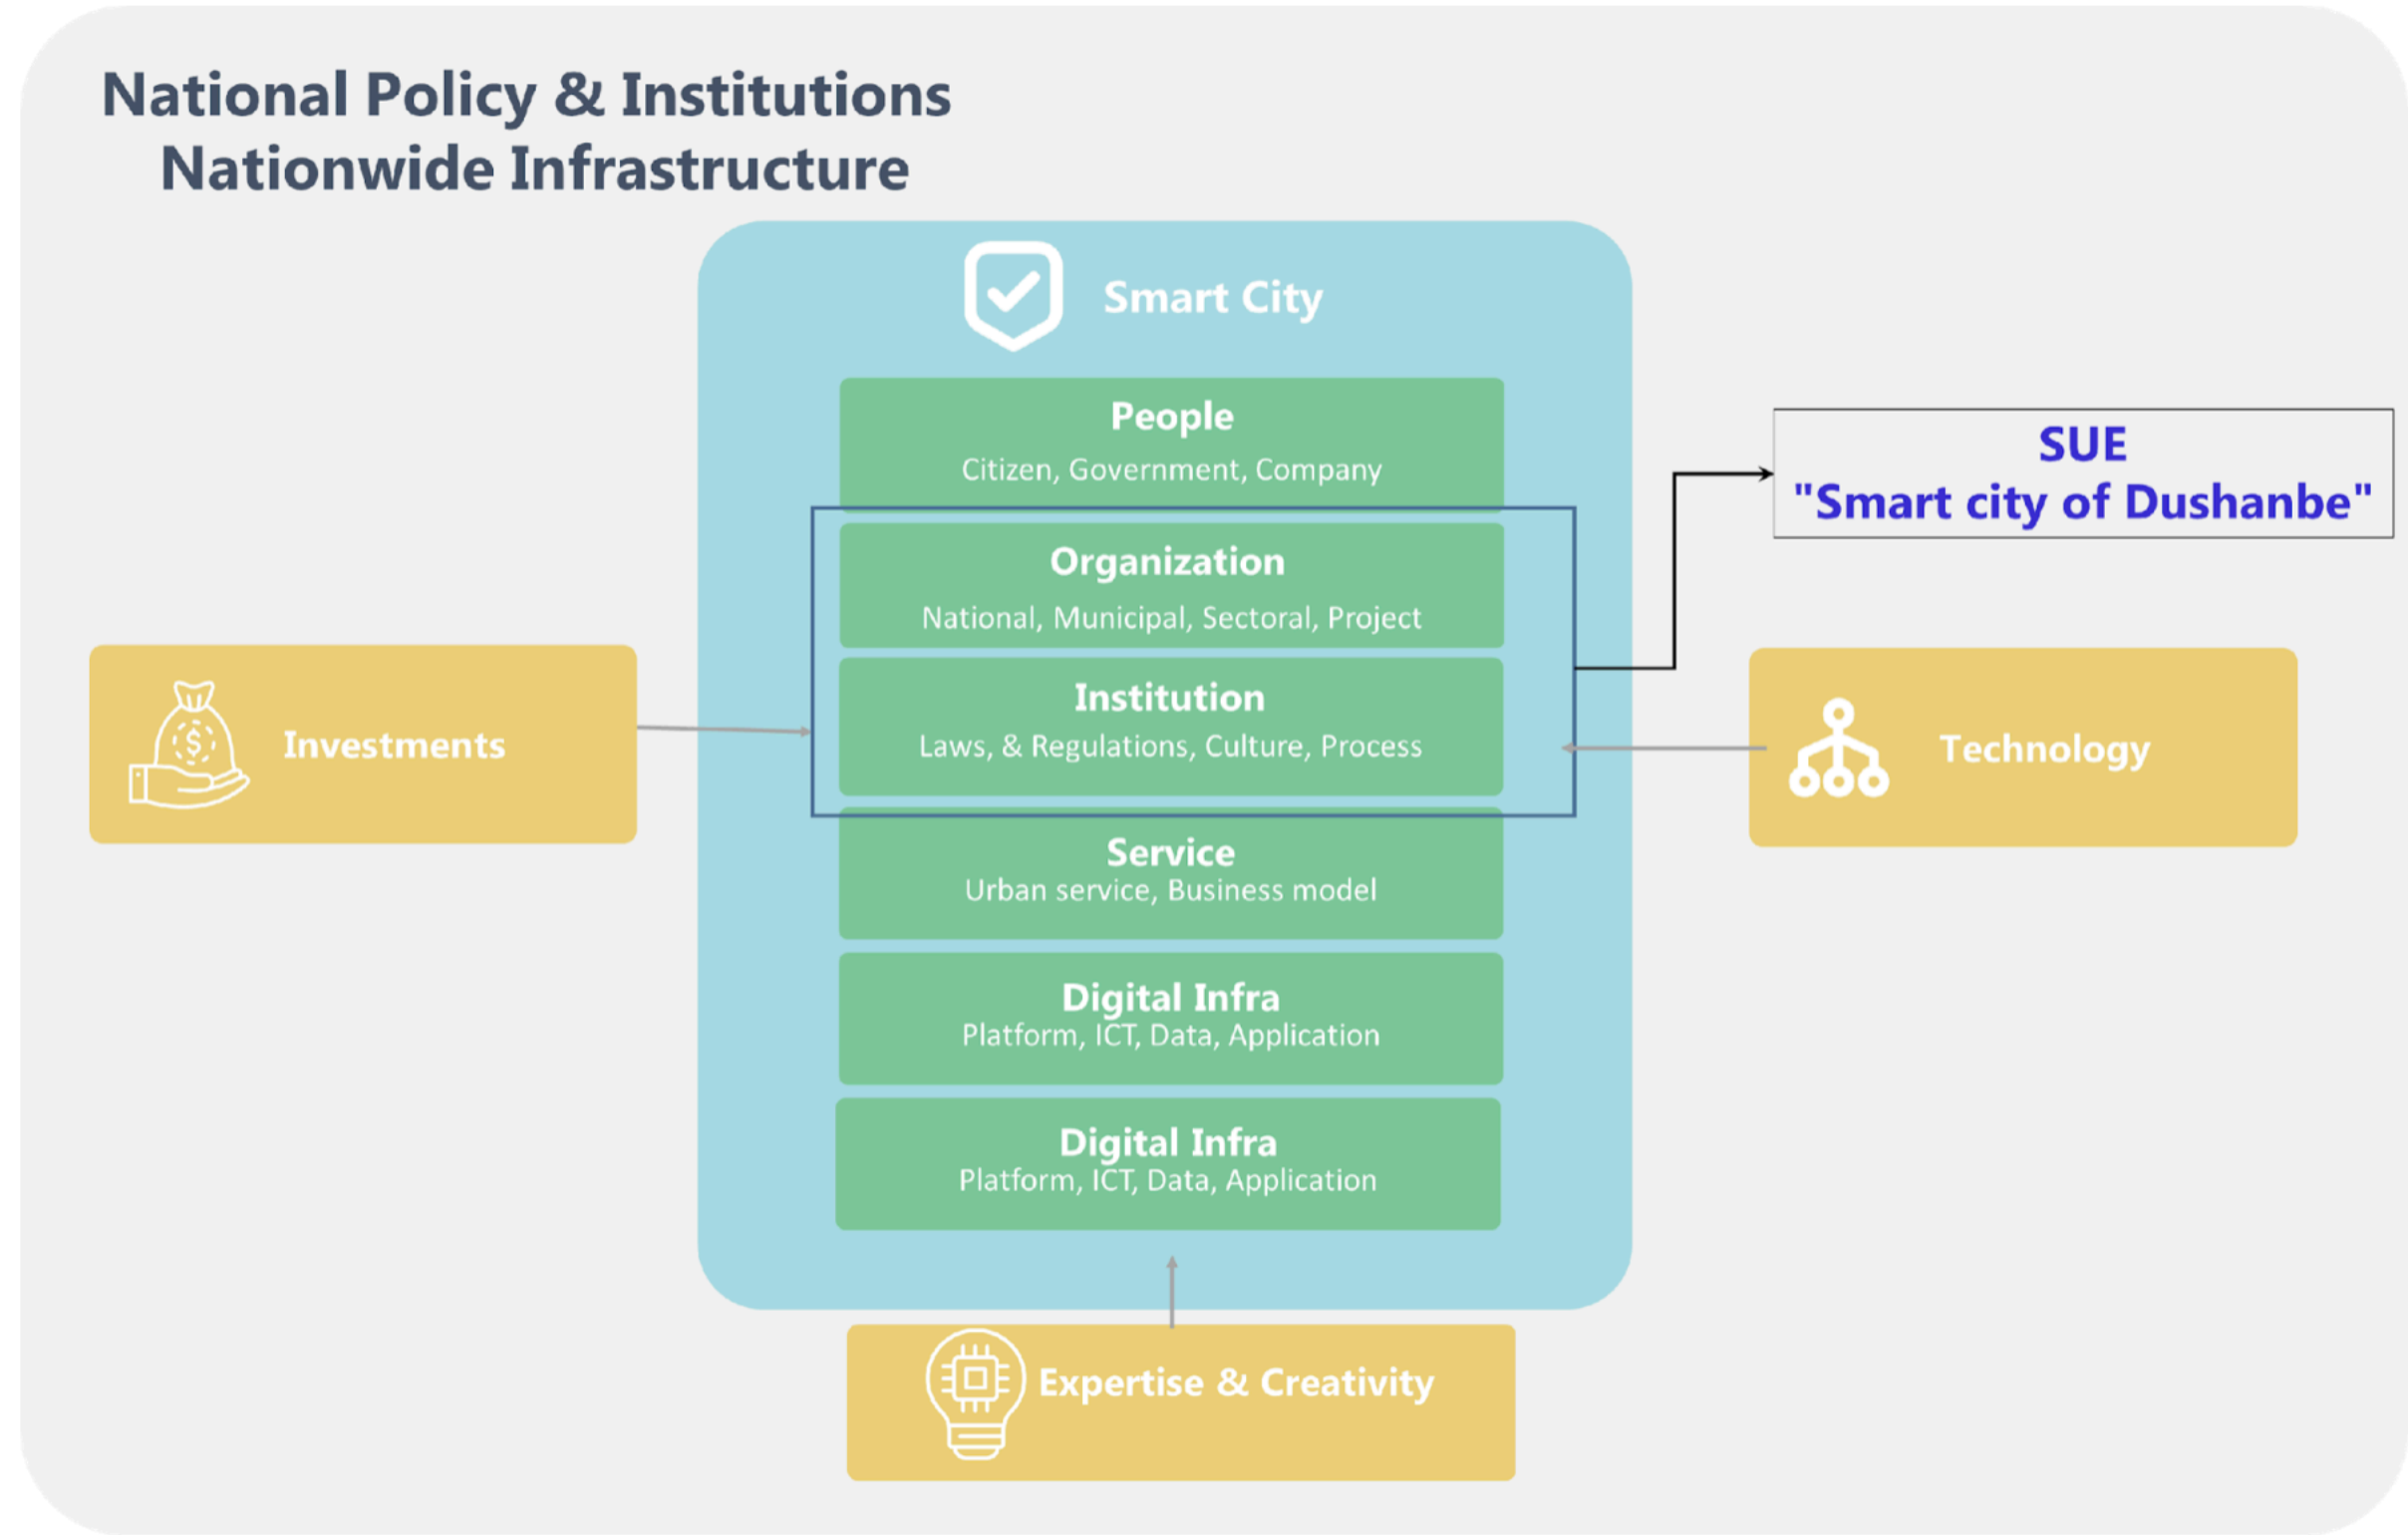 National Policy & Institutions
Nationwide Infrastructure
Smart City
People
Citizen, Government, Company
SUE
"Smart city of Dushanbe"
Organization
National, Municipal, Sectoral, Project
Institution
Laws, & Regulations, Culture, Process
Investments
Technology
Service
Urban service, Business model
Digital Infra
Platform, ICT, Data, Application
Digital Infra
Platform, ICT, Data, Application
Expertise & Creativity